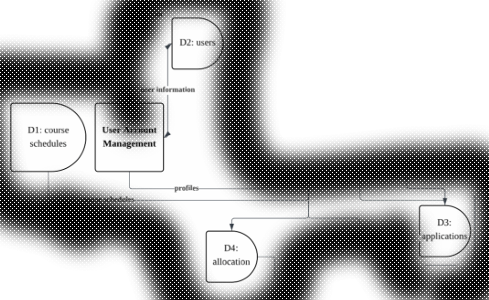 D2: users
user information
D1: course
schedules
User Account
Management
profiles
schedules
D3:
applications
D4:
allocation